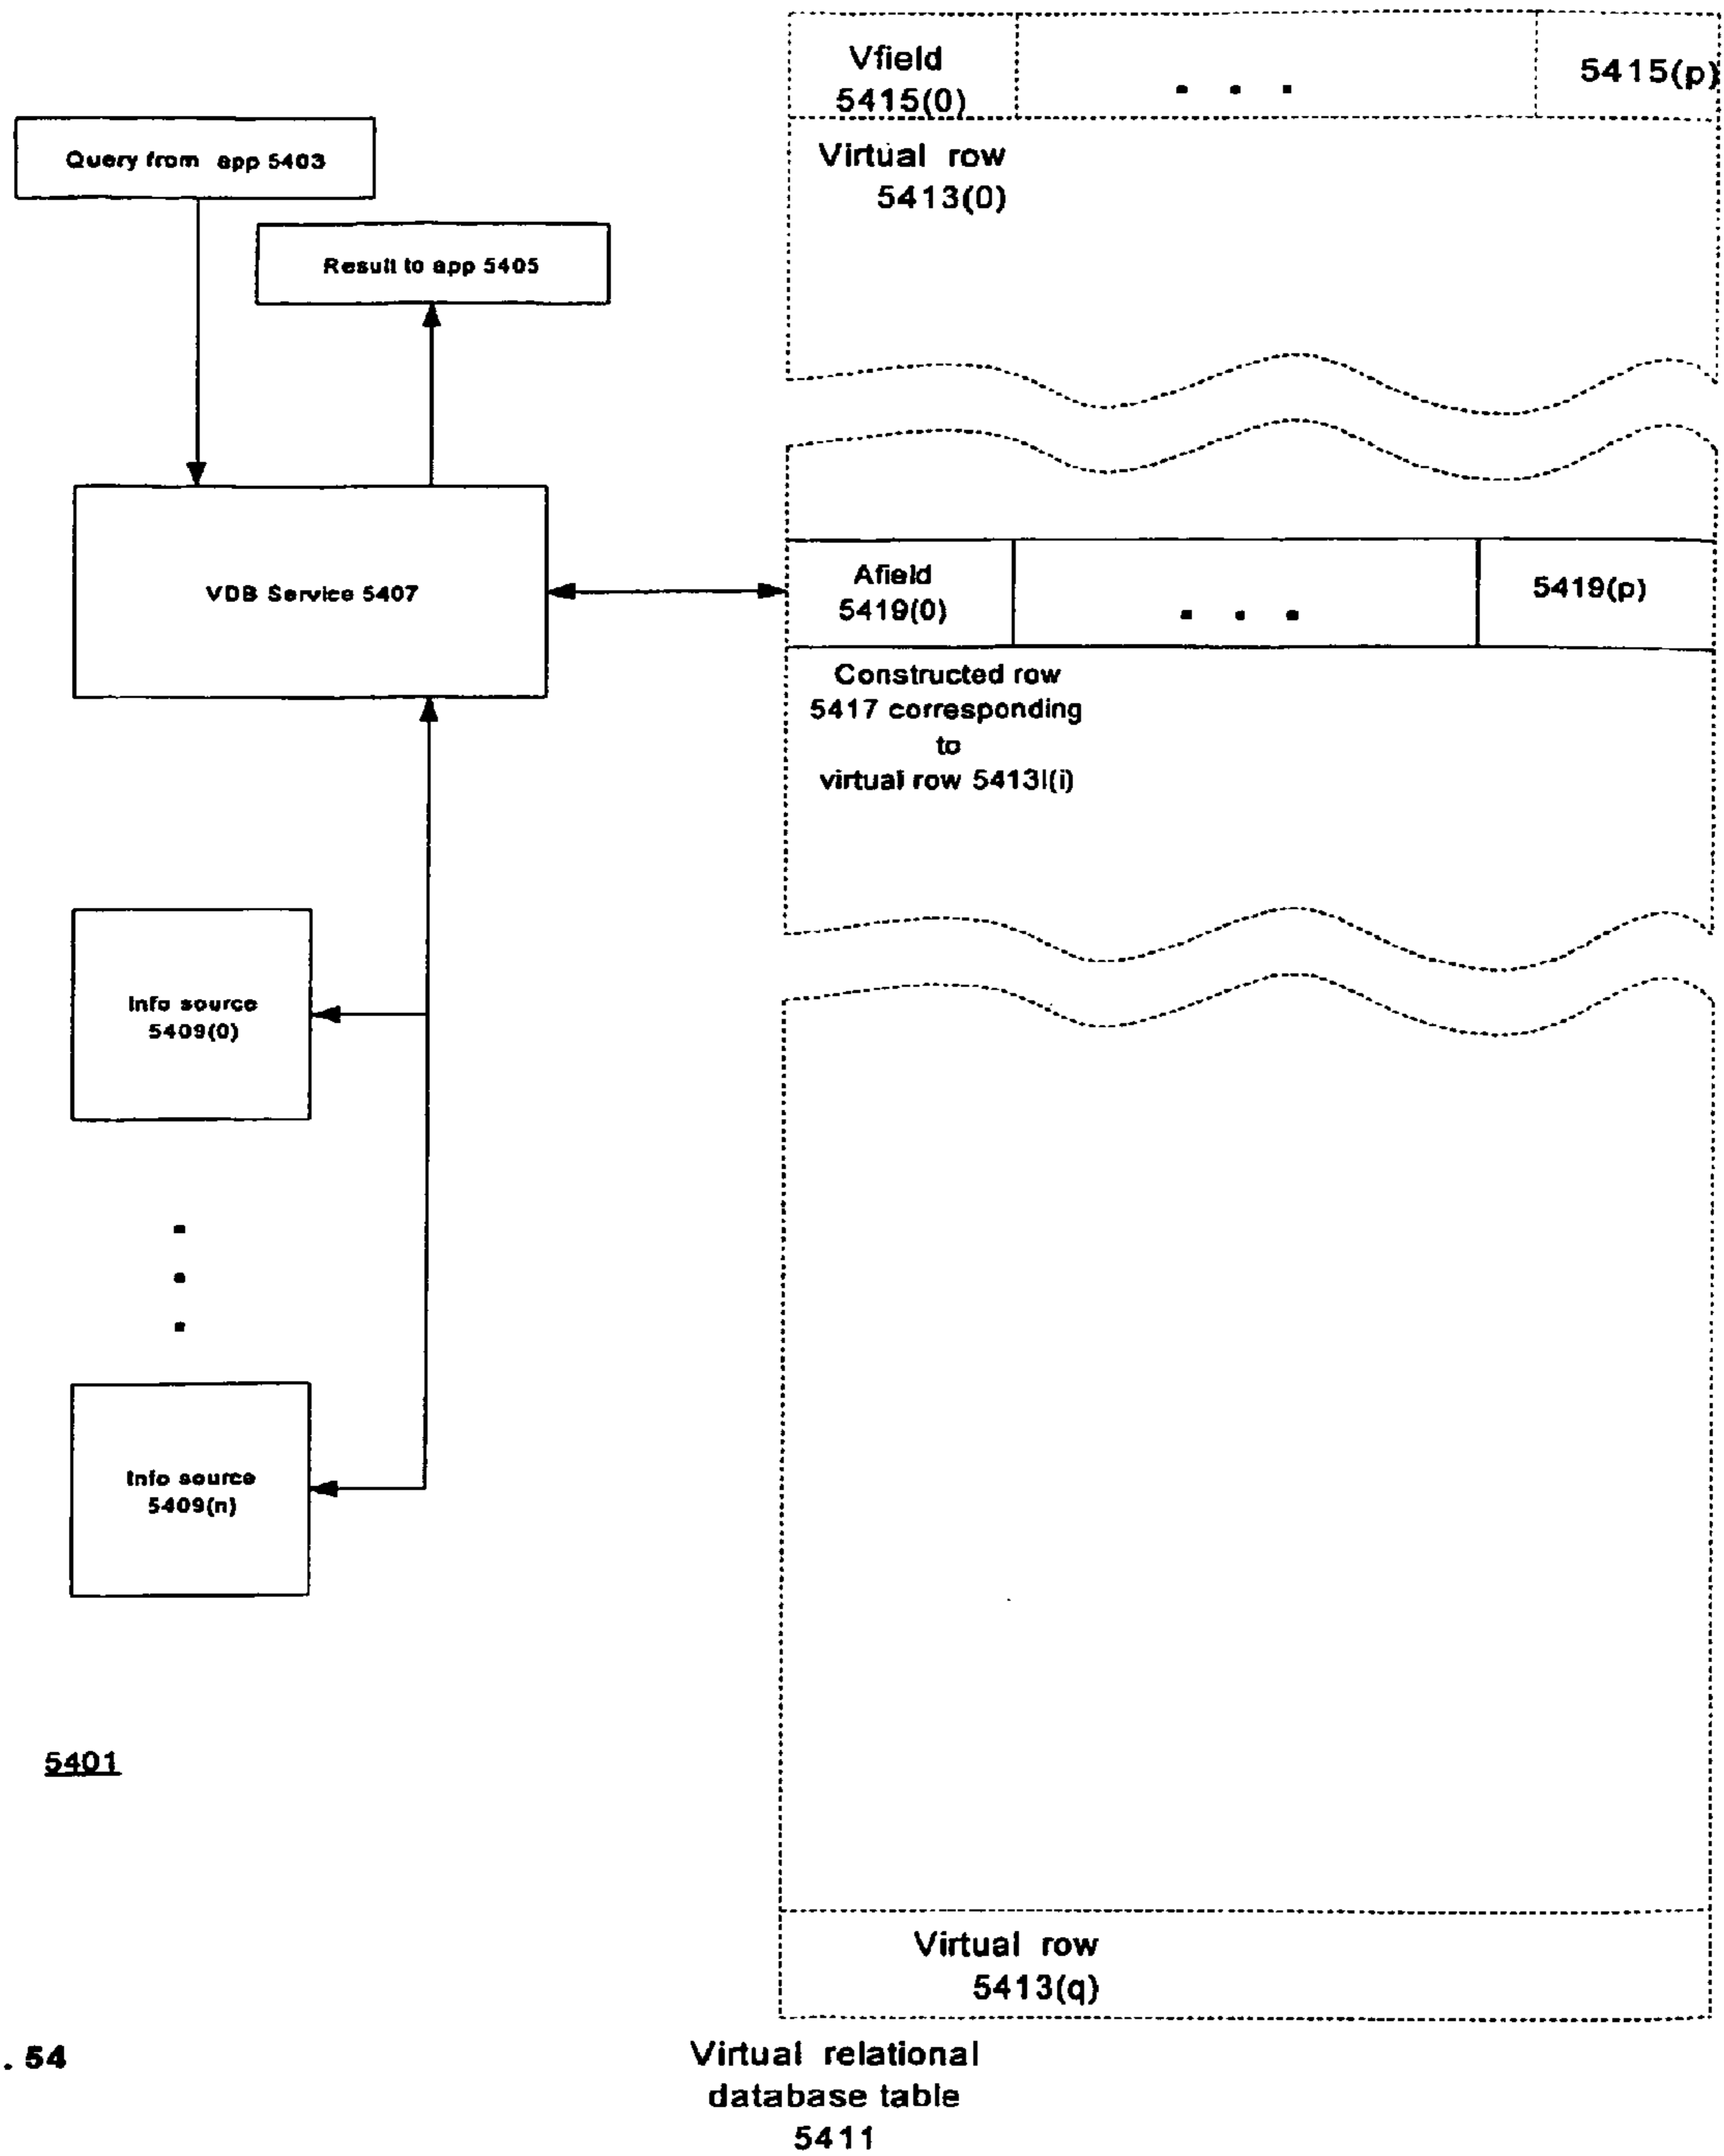 Vfield
5415(0)
. . .
5415(p)
Virtual row
5413(0)
Query from app 5403
Result to app 5405
VDB Service 5407
Afield
5419(0)
. . .
5419(p)
Constructed row
5417 corresponding
to
virtual row 5413l(i)
Info source
5409(0)
.
.
.
Info source
5409(n)
5401
Virtual row
5413(q)
. 54
Virtual relational
database table
5411